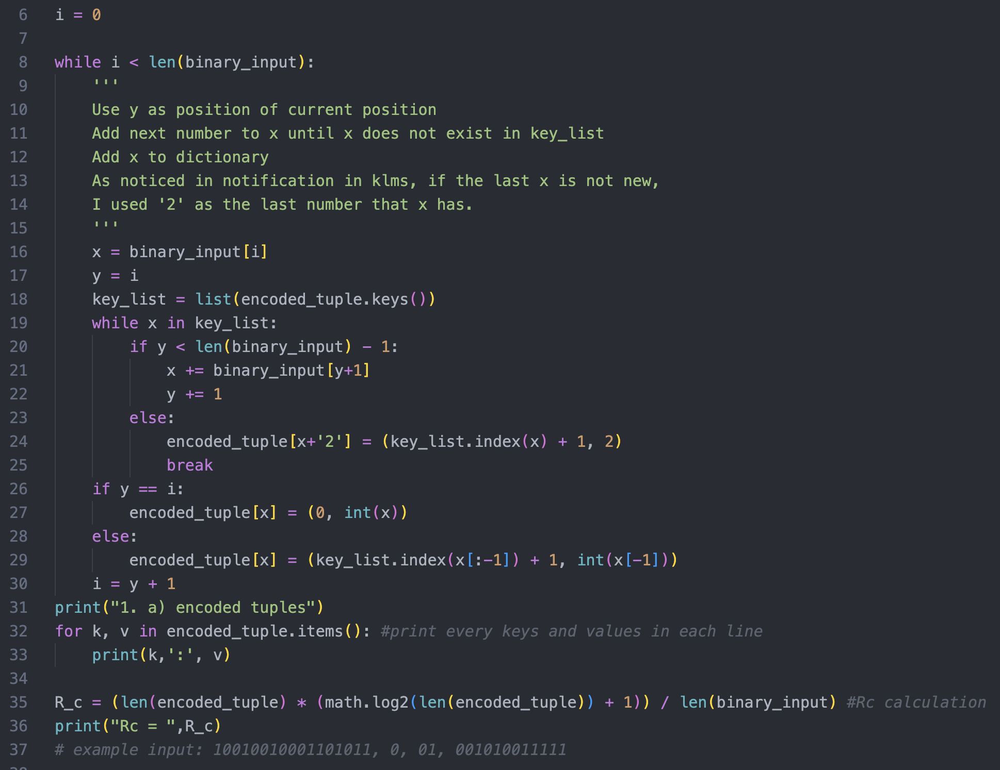 6 i = 0
7
8 while i < len(binary_input):
9 '''
10 Use y as position of current position
11 Add next number to x until x does not exist in key_list
12 Add x to dictionary
13 As noticed in notification in klms, if the last x is not new,
14 I used '2' as the last number that x has.
15 '''
16 x = binary_input[i]
17 y = i
18 key_list = list(encoded_tuple.keys())
19 while x in key_list:
20 if y < len(binary_input) - 1:
21 x += binary_input[y+1]
22 y += 1
23 else:
24 encoded_tuple[x+'2'] = (key_list.index(x) + 1, 2)
25 break
26 if y == i:
27 encoded_tuple[x] = (0, int(x))
28 else:
29 encoded_tuple[x] = (key_list.index(x[:-1]) + 1, int(x[-1]))
30 i = y + 1
31 print("1. a) encoded tuples")
32 for k, v in encoded_tuple.items(): #print every keys and values in each line
33 print(k,':', v)
34
35 R_c = (len(encoded_tuple) * (math.log2(len(encoded_tuple)) + 1)) / len(binary_input) #Rc calculation
36 print("Rc = ",R_c)
37 # example input: 10010010001101011, 0, 01, 001010011111